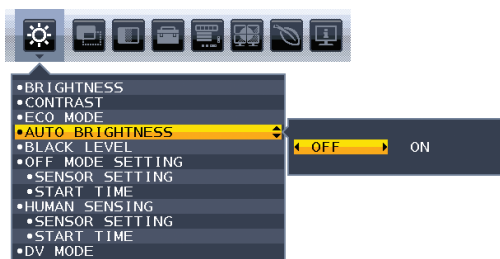 •BRIGHTNESS
•CONTRAST
•ECO MODE
•AUTO BRIGHTNESS
OFF ON
•BLACK LEVEL
•OFF MODE SETTING
•SENSOR SETTING
•START TIME
•HUMAN SENSING
•SENSOR SETTING
•START TIME
•DV MODE